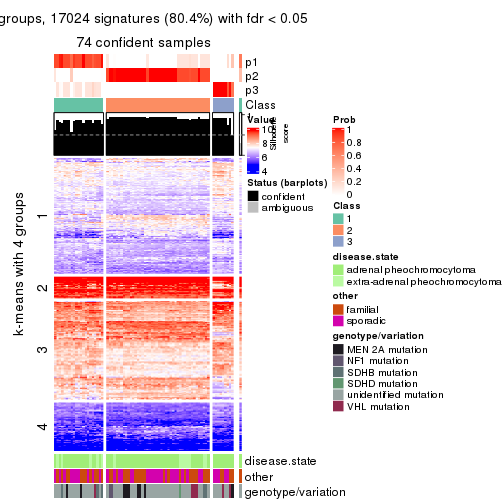 groups, 17024 signatures (80.4%) with fdr < 0.05
74 confident samples
p1
p2
p3
Class
1
2
3
4
k-means with 4 groups
disease.state
other
genotype/variation
Value
10
8
6
4
Silhouette
score
Status (barplots)
confident
ambiguous
Prob
1
0.8
0.6
0.4
0.2
0
Class
1
2
3
disease.state
adrenal pheochromocytoma
extra-adrenal pheochromocytoma
other
familial
sporadic
genotype/variation
MEN 2A mutation
NF1 mutation
SDHB mutation
SDHD mutation
unidentified mutation
VHL mutation